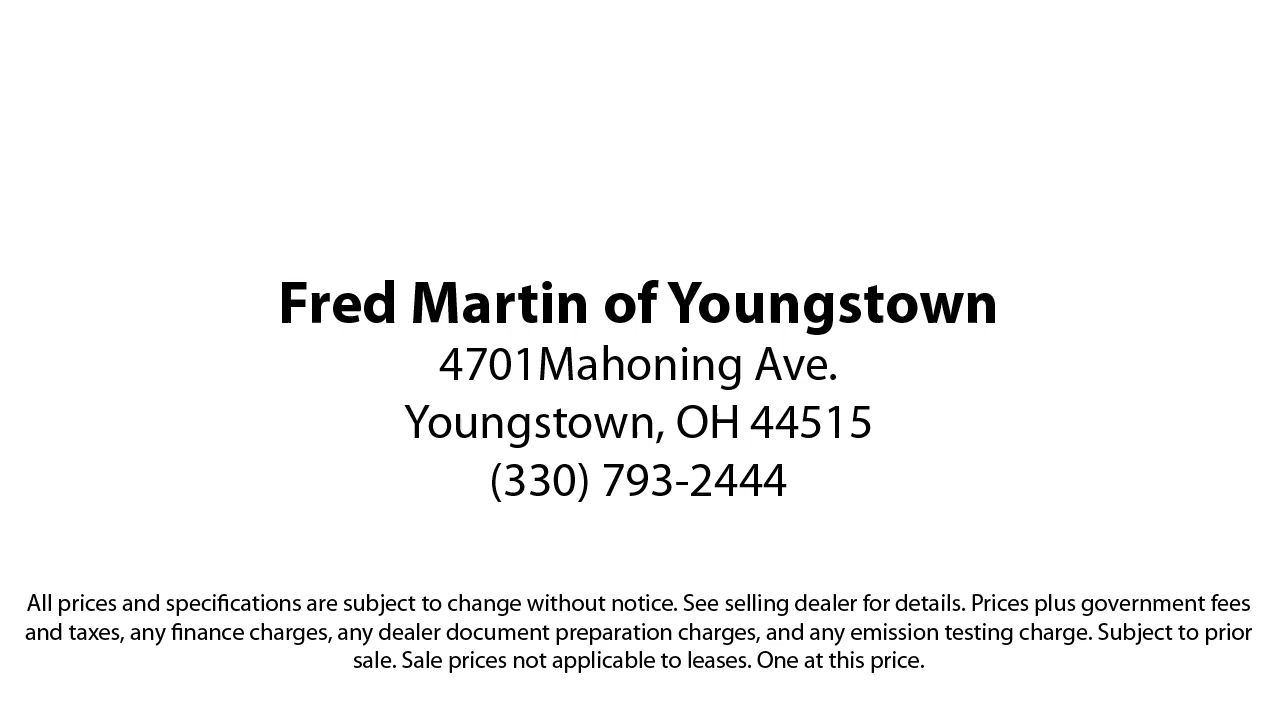 Fred Martin of Youngstown
4701Mahoning Ave.
Youngstown, OH 44515
(330) 793-2444
All prices and specifications are subject to change without notice. See selling dealer for details. Prices plus government fees
and taxes, any finance charges, any dealer document preparation charges, and any emission testing charge. Subject to prior
sale. Sale prices not applicable to leases. One at this price.